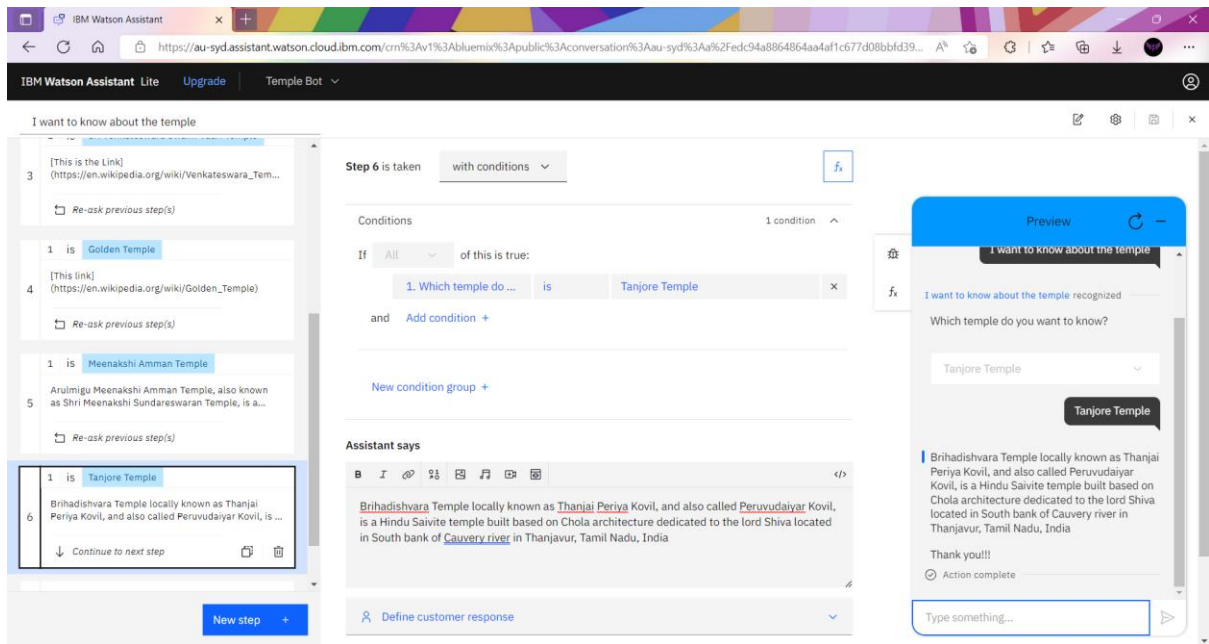 IBM Watson Assistant
https://au-syd.assistant.watson.cloud.ibm.com/crn%3Av1%3Abluemix%3Apublic%3Aconversation%3Aau-syd%3Aa%2Fedc94a8864864aa4af1c677d08bbfd39...
IBM Watson Assistant Lite Upgrade Temple Bot
I want to know about the temple
[This is the Link]
3 (https://en.wikipedia.org/wiki/Venkateswara_Tem...
Re-ask previous step(s)
1 is Golden Temple
[This link]
4 (https://en.wikipedia.org/wiki/Golden_Temple)
Re-ask previous step(s)
1 is Meenakshi Amman Temple
Arulmigu Meenakshi Amman Temple, also known
5 as Shri Meenakshi Sundareswaran Temple, is a...
Re-ask previous step(s)
1 is Tanjore Temple
Brihadishvara Temple locally known as Thanjai
6 Periya Kovil, and also called Peruvudaiyar Kovil, is ...
Continue to next step
New step +
Step 6 is taken with conditions fx
Conditions 1 condition
If All of this is true:
1. Which temple do ... is Tanjore Temple ×
and Add condition +
New condition group +
Assistant says
B I </>
Brihadishvara Temple locally known as Thanjai Periya Kovil, and also called Peruvudaiyar Kovil,
is a Hindu Saivite temple built based on Chola architecture dedicated to the lord Shiva located
in South bank of Cauvery river in Thanjavur, Tamil Nadu, India
Define customer response
fx
Preview
I want to know about the temple
I want to know about the temple recognized
Which temple do you want to know?
Tanjore Temple
Tanjore Temple
Brihadishvara Temple locally known as Thanjai
Periya Kovil, and also called Peruvudaiyar
Kovil, is a Hindu Saivite temple built based on
Chola architecture dedicated to the lord Shiva
located in South bank of Cauvery river in
Thanjavur, Tamil Nadu, India
Thank you!!!
Action complete
Type something...